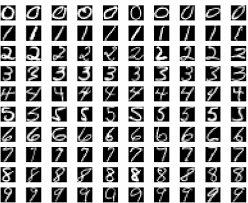 0 0 0 0 0 0 0 0 0 0
1 1 1 1 1 1 1 1 1 1
2 2 2 2 2 2 2 2 2 2
3 3 3 3 3 3 3 3 3 3
4 4 4 4 4 4 4 4 4 4
5 5 5 5 5 5 5 5 5 5
6 6 6 6 6 6 6 6 6 6
7 7 7 7 7 7 7 7 7 7
8 8 8 8 8 8 8 8 8 8
9 9 9 9 9 9 9 9 9 9